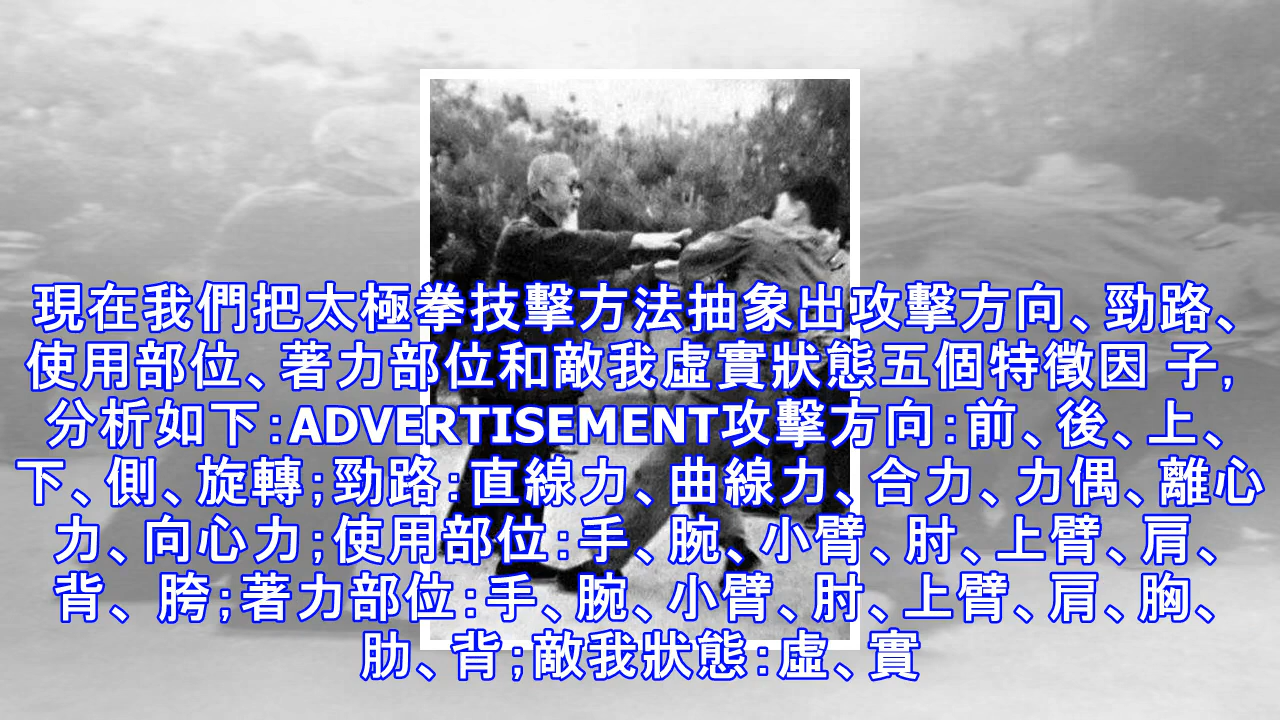 現在我們把太極拳技擊方法抽象出攻擊方向、勁路、
使用部位、著力部位和敵我虛實狀態五個特徵因 子,
分析如下:ADVERTISEMENT攻擊方向:前、後、上、
下、側、旋轉;勁路:直線力、曲線力、合力、力偶、離心
力、向心力;使用部位:手、腕、小臂、肘、上臂、肩、
背、 胯;著力部位:手、腕、小臂、肘、上臂、肩、胸、
肋、背;敵我狀態:虛、實